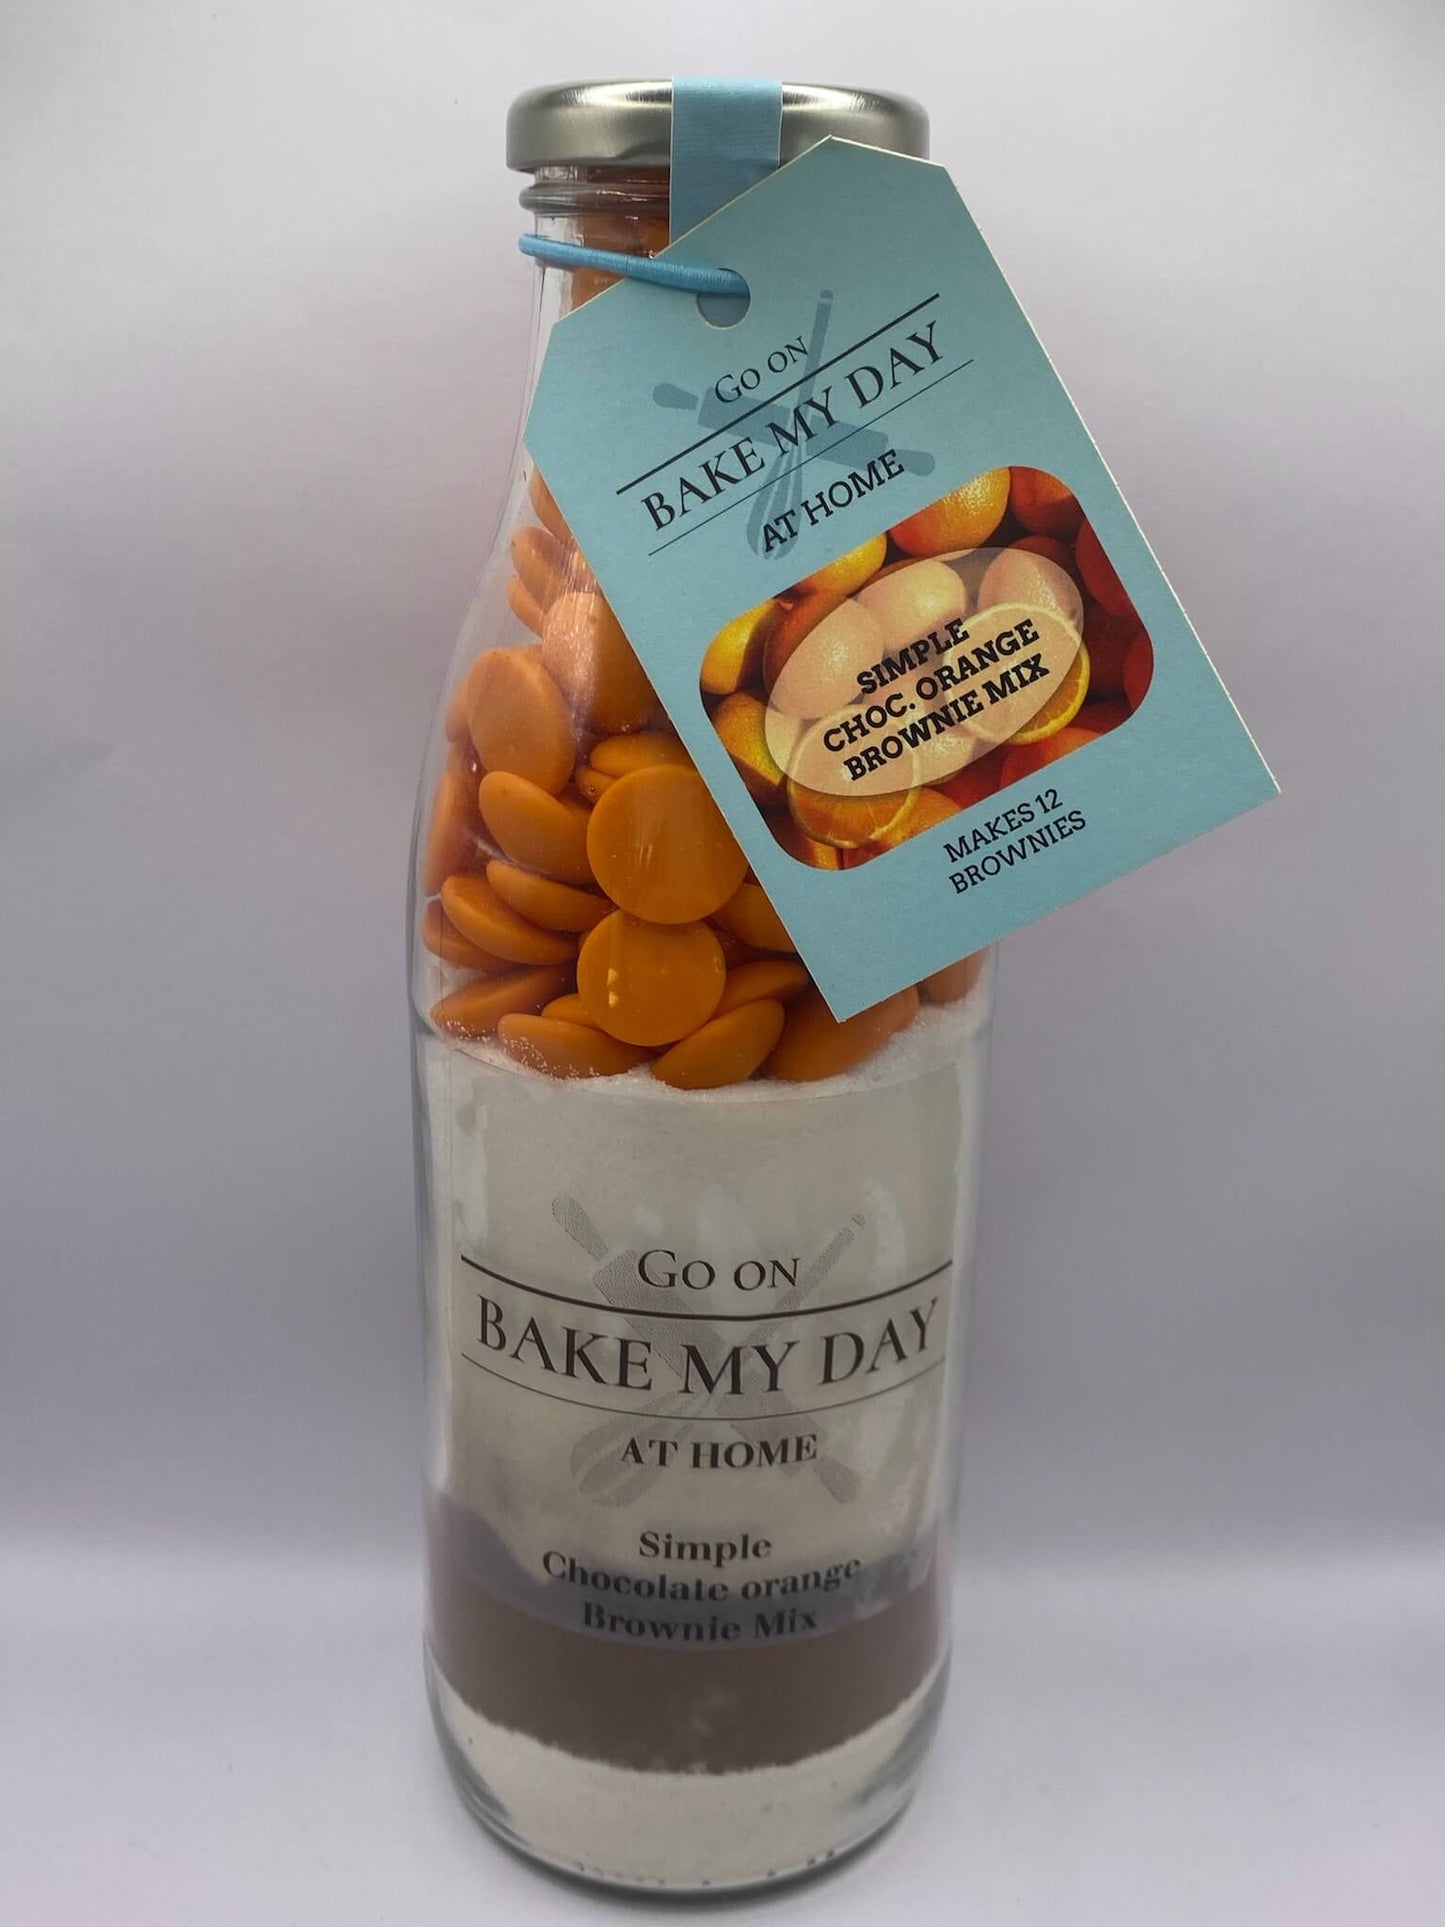 Go on
BAKE MY DAY
AT HOME
SIMPLE
CHOC. ORANGE
BROWNIE MIX
MAKES 12
BROWNIES
Go on
BAKE MY DAY
AT HOME
Simple
Chocolate orange
Brownie Mix